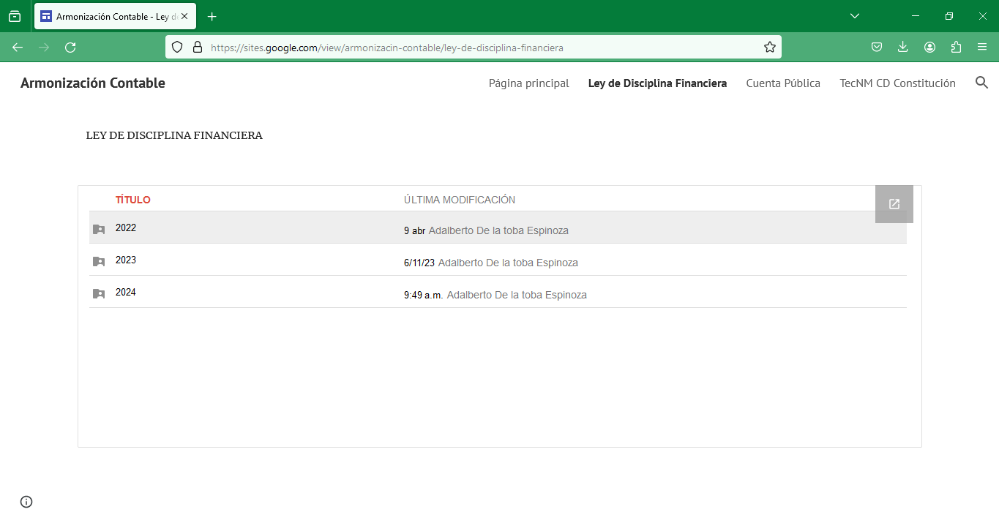 Armonización Contable - Ley de
https://sites.google.com/view/armonizacin-contable/ley-de-disciplina-financiera
Armonización Contable Página principal Ley de Disciplina Financiera Cuenta Pública TecNM CD Constitución
LEY DE DISCIPLINA FINANCIERA
TÍTULO ÚLTIMA MODIFICACIÓN
2022 9 abr Adalberto De la toba Espinoza
2023 6/11/23 Adalberto De la toba Espinoza
2024 9:49 a.m. Adalberto De la toba Espinoza